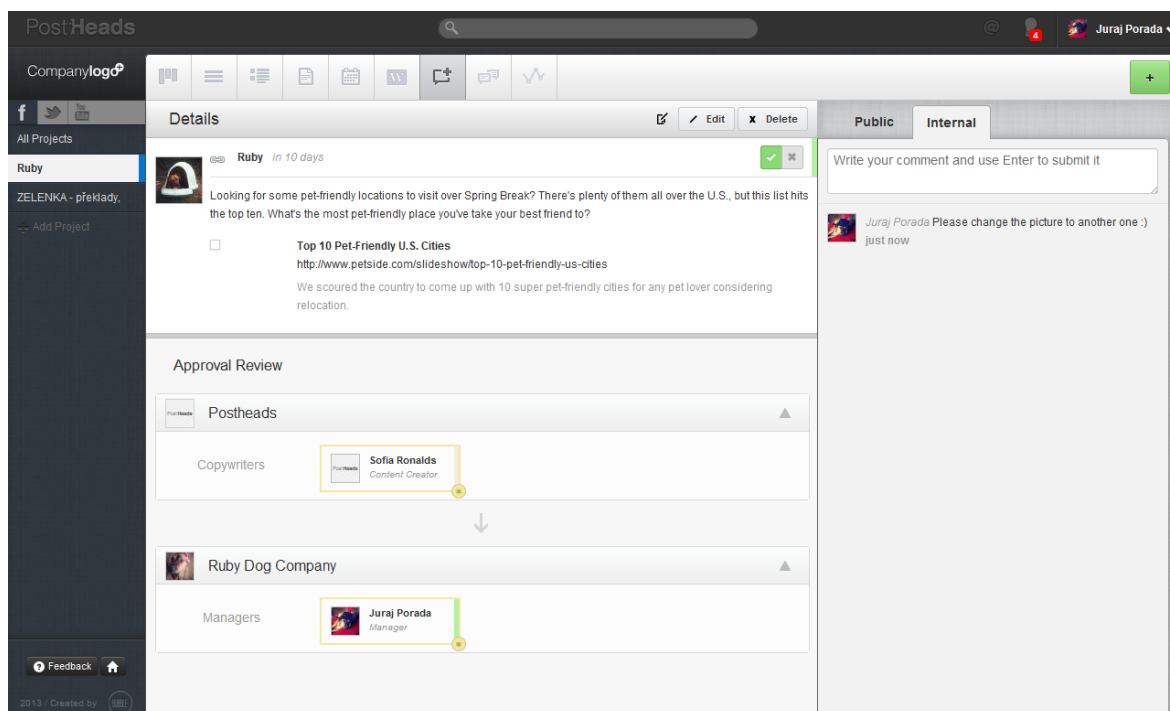 PostHeads
@
4
Juraj Porada
Companylogo
W
+
f
You
All Projects
Ruby
ZELENKA - překlady,
Add Project
Feedback
2013 / Created by
Details
Edit
x Delete
Ruby in 10 days
Looking for some pet-friendly locations to visit over Spring Break? There's plenty of them all over the U.S., but this list hits
the top ten. What's the most pet-friendly place you've take your best friend to?
Top 10 Pet-Friendly U.S. Cities
http://www.petside.com/slideshow/top-10-pet-friendly-us-cities
We scoured the country to come up with 10 super pet-friendly cities for any pet lover considering
relocation.
Approval Review
PostHeads
Postheads
Copywriters
PostHeads
Sofia Ronalds
Content Creator
Ruby Dog Company
Managers
Juraj Porada
Manager
Public
Internal
Write your comment and use Enter to submit it
Juraj Porada Please change the picture to another one :)
just now